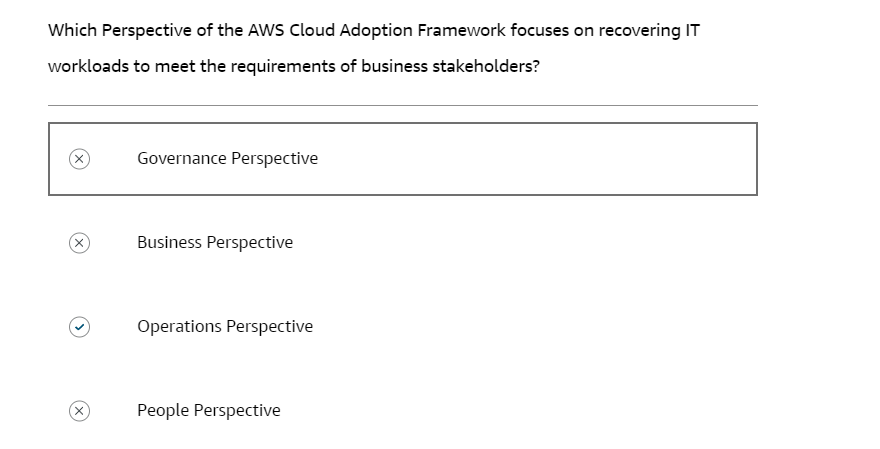 Which Perspective of the AWS Cloud Adoption Framework focuses on recovering IT
workloads to meet the requirements of business stakeholders?
Governance Perspective
Business Perspective
Operations Perspective
People Perspective